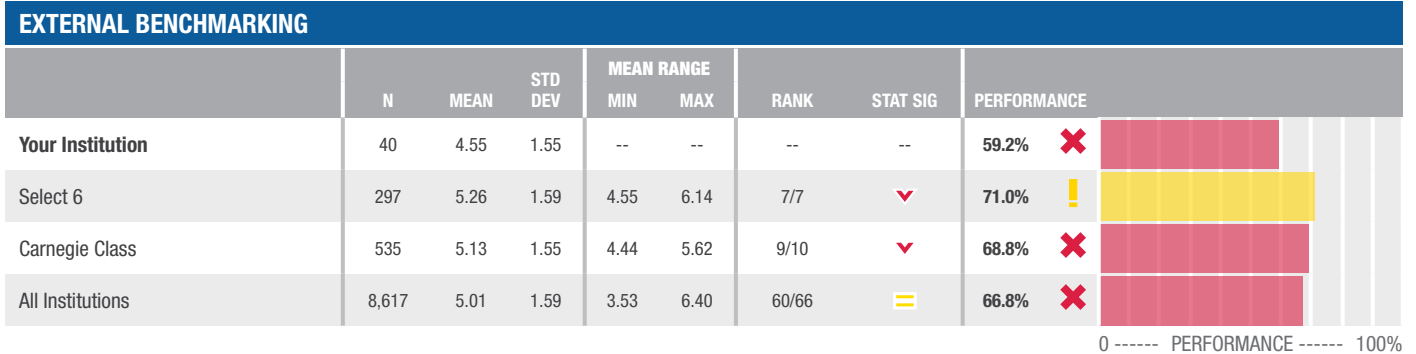 EXTERNAL BENCHMARKING
N MEAN STD DEV MEAN RANGE MIN MAX RANK STAT SIG PERFORMANCE
Your Institution 40 4.55 1.55 -- -- -- -- 59.2%
Select 6 297 5.26 1.59 4.55 6.14 7/7 71.0%
Carnegie Class 535 5.13 1.55 4.44 5.62 9/10 68.8%
All Institutions 8,617 5.01 1.59 3.53 6.40 60/66 = 66.8%
0 ------ PERFORMANCE ------ 100%